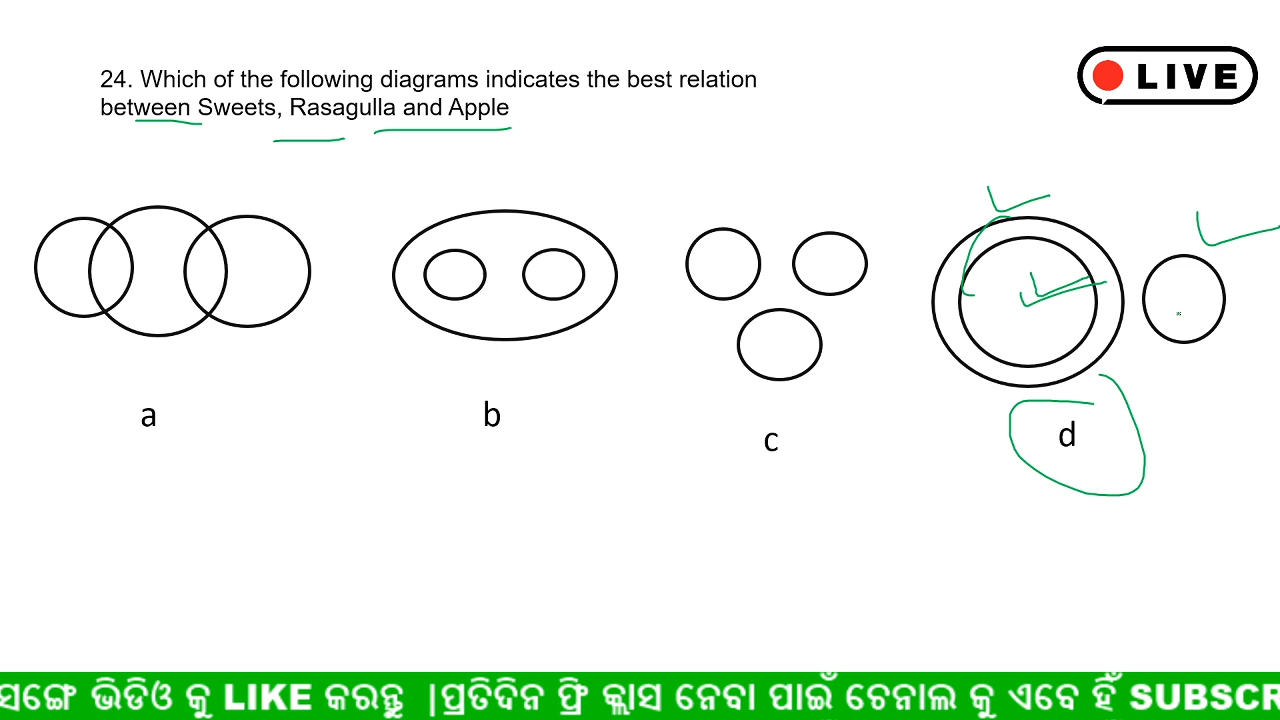 24. Which of the following diagrams indicates the best relation
between Sweets, Rasagulla and Apple
LIVE
a
b
c
d
ସଙ୍ଗେ ଭିଡିଓ କୁ LIKE କରନ୍ତୁ |ପ୍ରତିଦିନ ଫ୍ରି କ୍ଲାସ ନେବା ପାଇଁ ଚେନାଲ କୁ ଏବେ ହିଁ SUBSCR